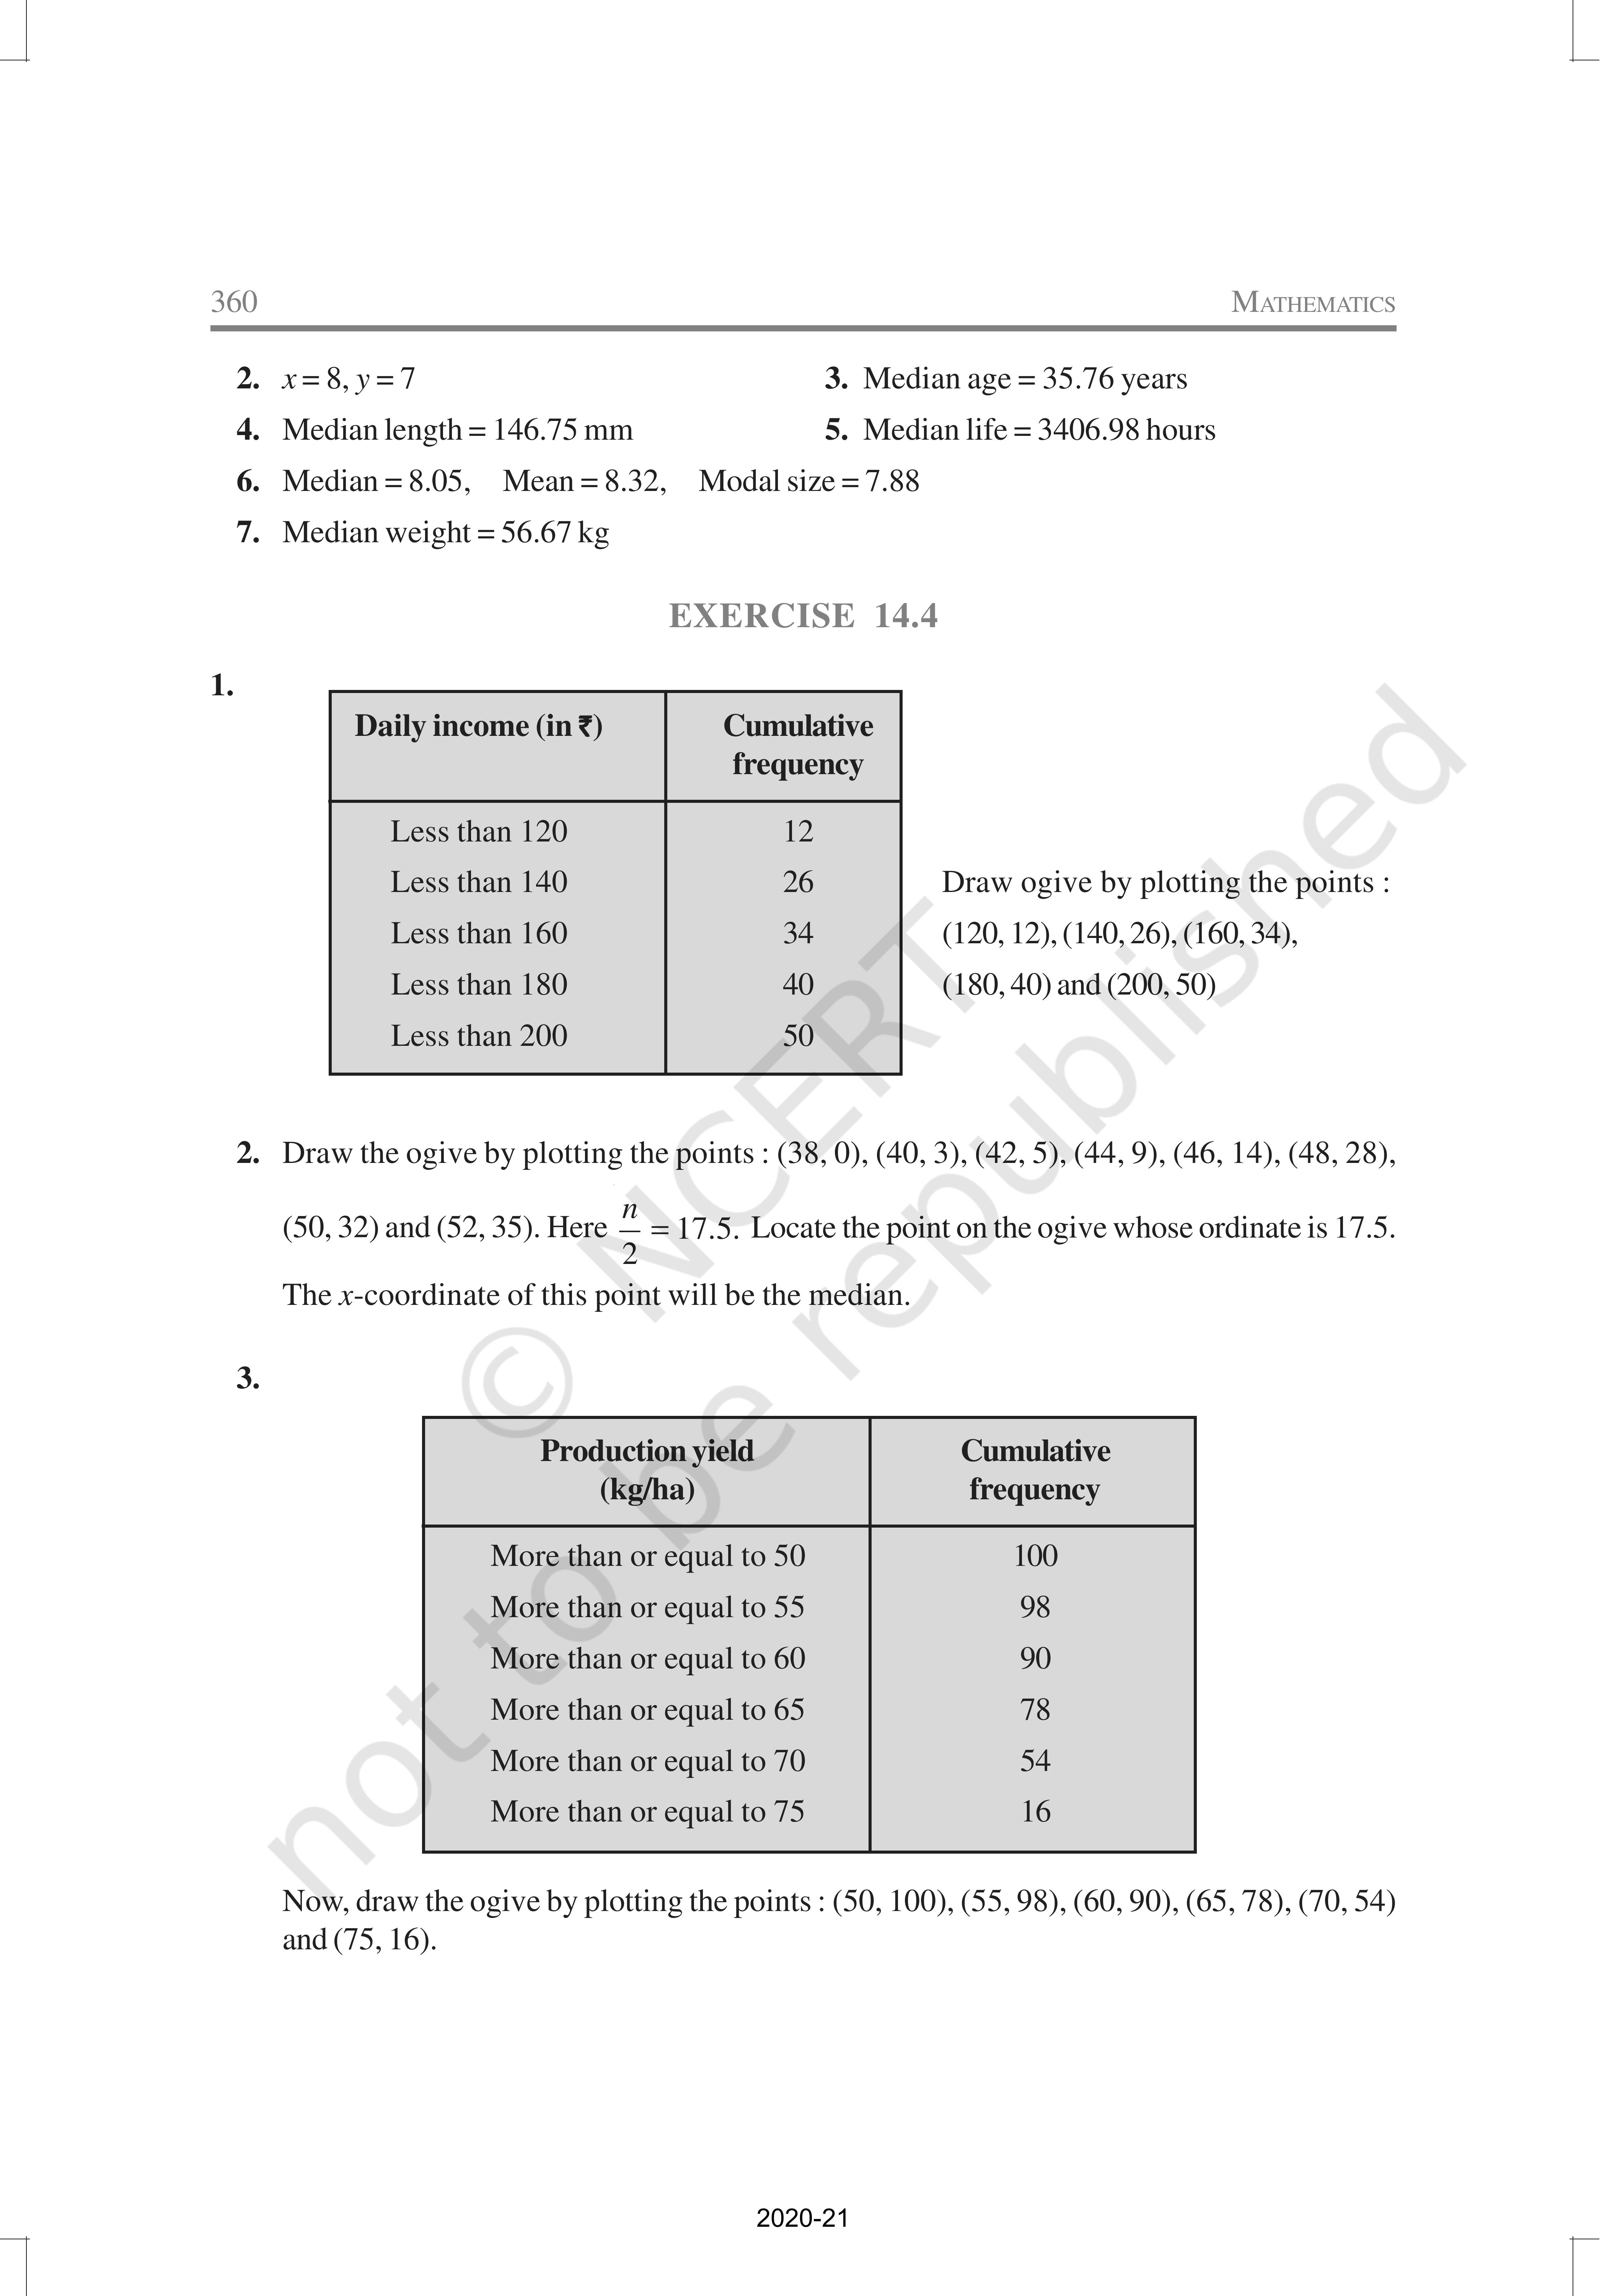 360 MATHEMATICS
2. x = 8, y = 7 3. Median age = 35.76 years
4. Median length = 146.75 mm 5. Median life = 3406.98 hours
6. Median = 8.05, Mean = 8.32, Modal size = 7.88
7. Median weight = 56.67 kg
EXERCISE 14.4
1.
Daily income (in ₹) Cumulative
frequency
Less than 120 12
Less than 140 26
Less than 160 34
Less than 180 40
Less than 200 50
Draw ogive by plotting the points :
(120, 12), (140, 26), (160, 34),
(180, 40) and (200, 50)
2. Draw the ogive by plotting the points : (38, 0), (40, 3), (42, 5), (44, 9), (46, 14), (48, 28),
(50, 32) and (52, 35). Here n/2 = 17.5. Locate the point on the ogive whose ordinate is 17.5.
The x-coordinate of this point will be the median.
3.
Production yield Cumulative
(kg/ha) frequency
More than or equal to 50 100
More than or equal to 55 98
More than or equal to 60 90
More than or equal to 65 78
More than or equal to 70 54
More than or equal to 75 16
Now, draw the ogive by plotting the points : (50, 100), (55, 98), (60, 90), (65, 78), (70, 54)
and (75, 16).
© NCERT
not to be republished
2020-21